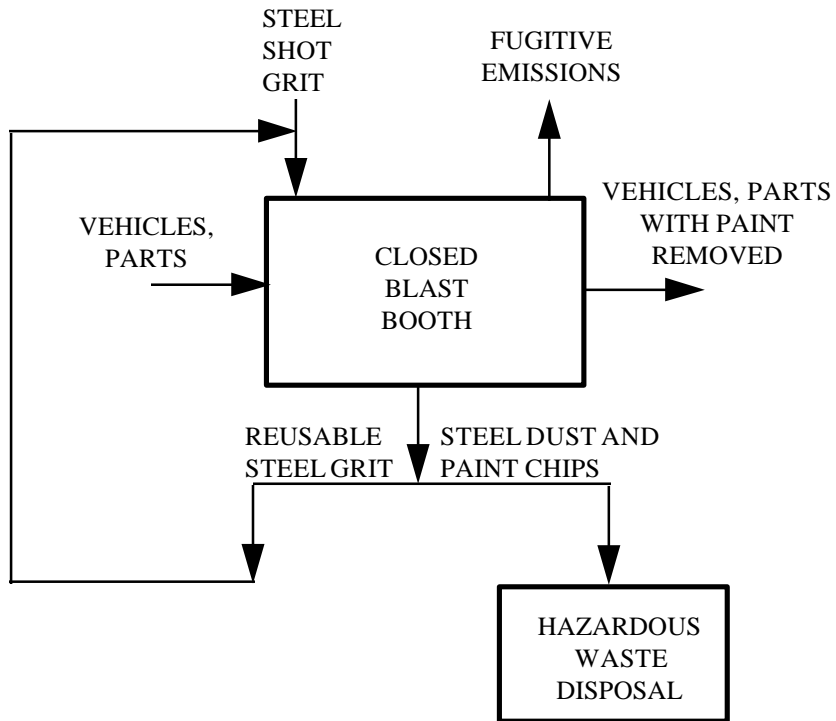 STEEL
SHOT
GRIT
FUGITIVE
EMISSIONS
VEHICLES,
PARTS
CLOSED
BLAST
BOOTH
VEHICLES, PARTS
WITH PAINT
REMOVED
REUSABLE
STEEL GRIT
STEEL DUST AND
PAINT CHIPS
HAZARDOUS
WASTE
DISPOSAL